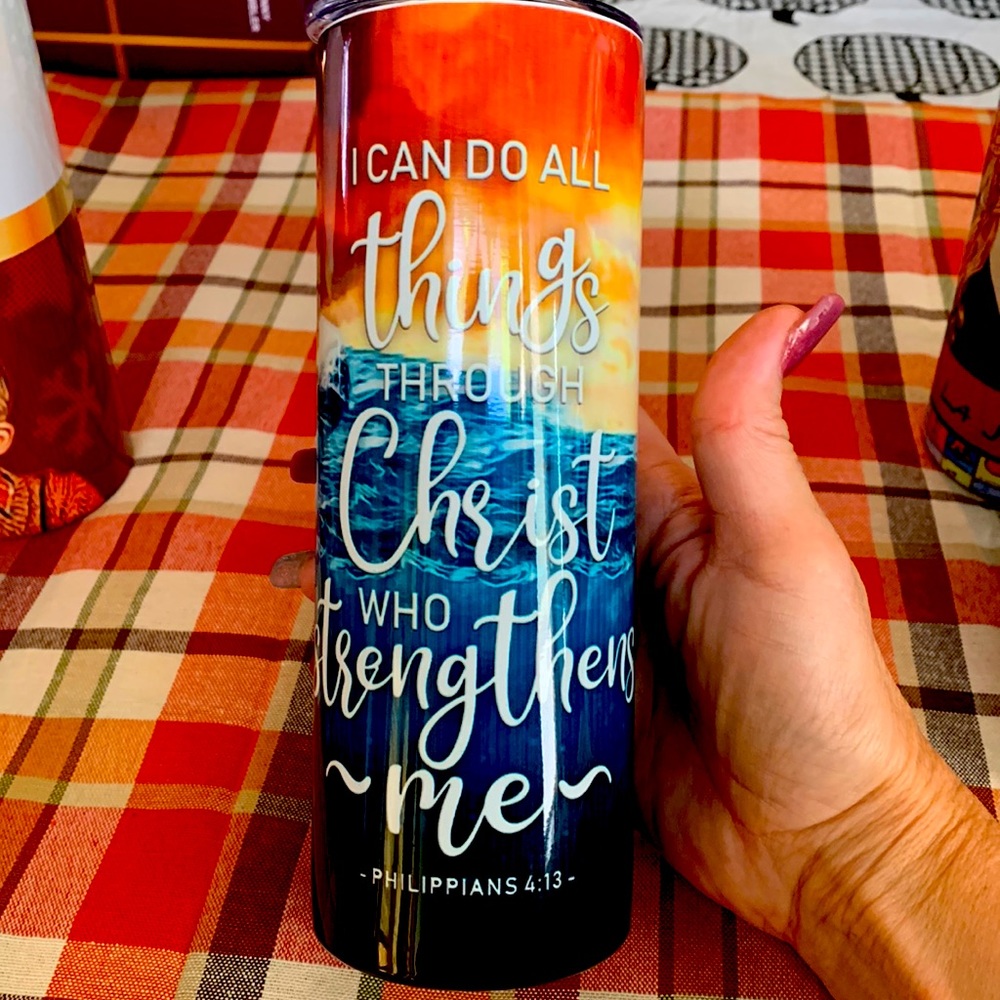 I CAN DO ALL
things
THROUGH
Christ
WHO
strengthens
~me~
-PHILIPPIANS 4:13-